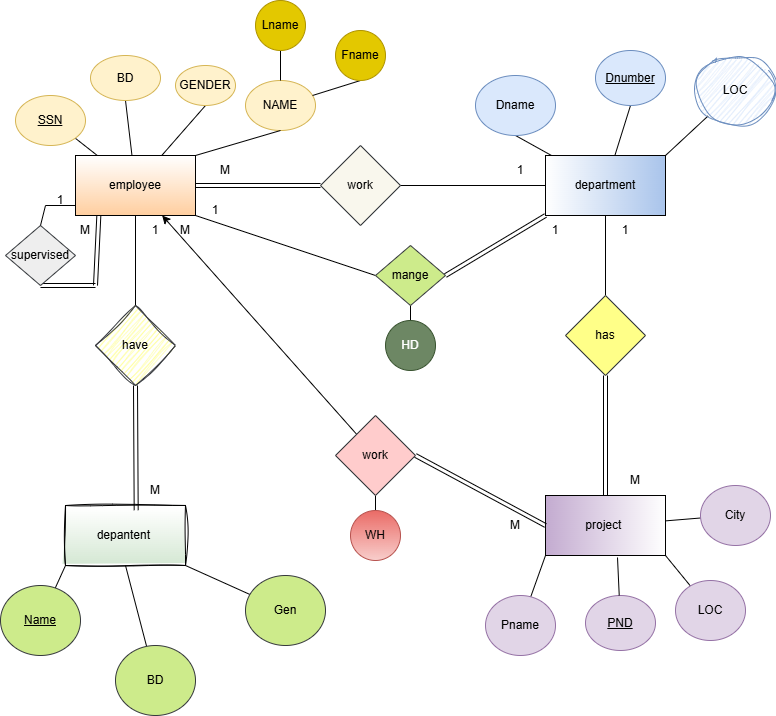 Lname
Fname
BD
GENDER
NAME
SSN
Dname
Dnumber
LOC
employee
M
work
1
department
1
M
supervised
1
M
1
mange
1
1
HD
have
has
work
WH
M
depantent
M
M
project
City
Name
BD
Gen
Pname
PND
LOC